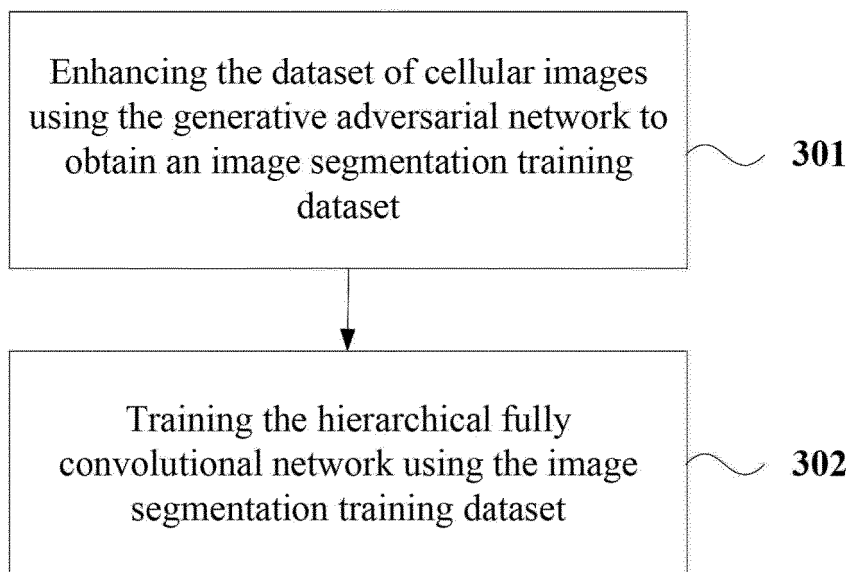 Enhancing the dataset of cellular images
using the generative adversarial network to
obtain an image segmentation training
dataset
301
Training the hierarchical fully
convolutional network using the image
segmentation training dataset
302